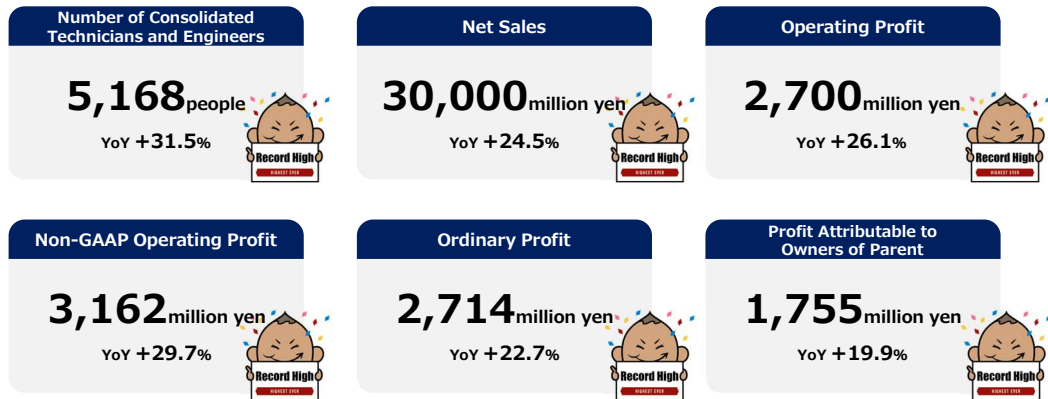 Number of Consolidated
Technicians and Engineers
5,168people
YoY +31.5%
Record High
HIGHEST EVER
Net Sales
30,000million yen
YoY +24.5%
Record High
HIGHEST EVER
Operating Profit
2,700million yen
YoY +26.1%
Record High
HIGHEST EVER
Non-GAAP Operating Profit
3,162million yen
YoY +29.7%
Record High
HIGHEST EVER
Ordinary Profit
2,714million yen
YoY +22.7%
Record High
HIGHEST EVER
Profit Attributable to
Owners of Parent
1,755million yen
YoY +19.9%
Record High
HIGHEST EVER